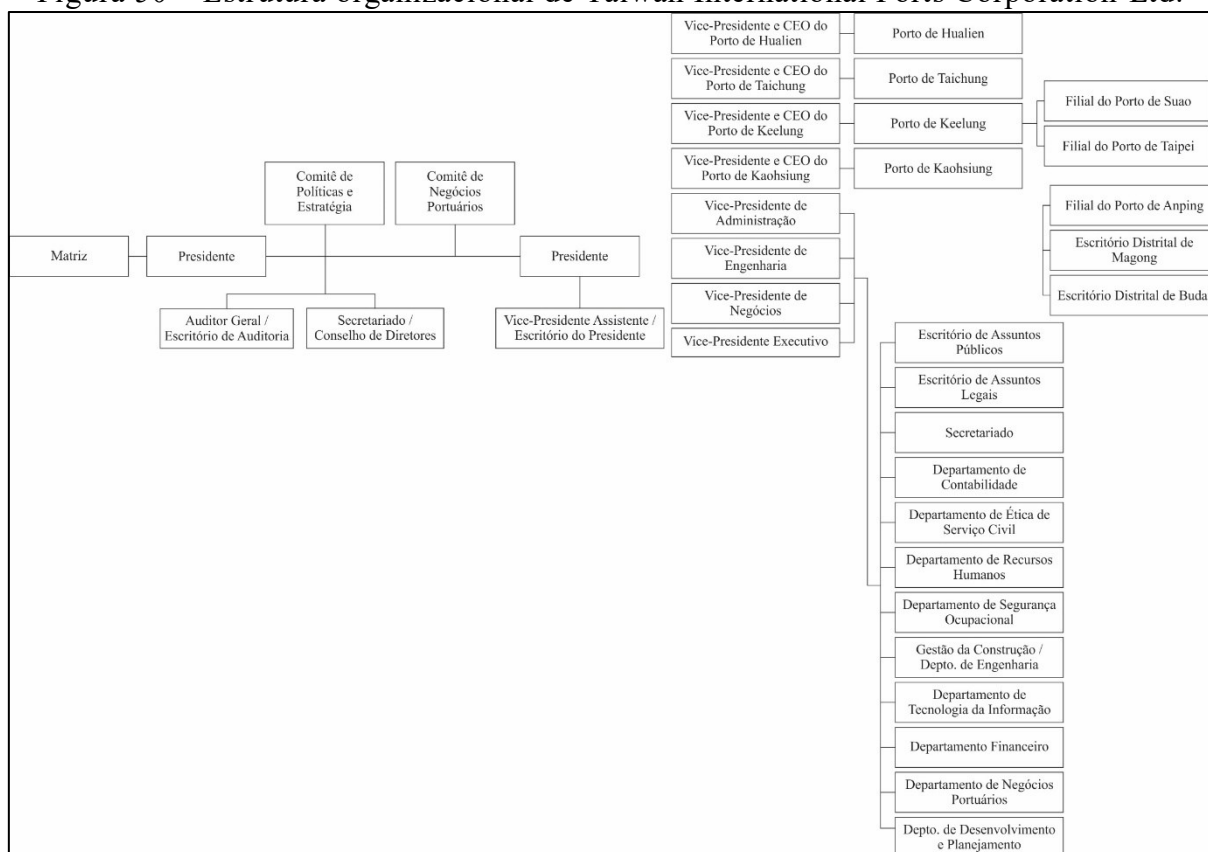 Figura – Estrutura organizacional de Taiwan International Ports Corporation Ltd.
Vice-Presidente e CEO do
Porto de Hualien
Porto de Hualien
Vice-Presidente e CEO do
Porto de Taichung
Porto de Taichung
Vice-Presidente e CEO do
Porto de Keelung
Porto de Keelung
Filial do Porto de Suao
Filial do Porto de Taipei
Vice-Presidente e CEO do
Porto de Kaohsiung
Porto de Kaohsiung
Comitê de
Políticas e
Estratégia
Comitê de
Negócios
Portuários
Vice-Presidente de
Administração
Filial do Porto de Anping
Matriz
Presidente
Presidente
Vice-Presidente de
Engenharia
Escritório Distrital de
Magong
Vice-Presidente de
Negócios
Escritório Distrital de Budai
Auditor Geral /
Escritório de Auditoria
Secretariado /
Conselho de Diretores
Vice-Presidente Assistente /
Escritório do Presidente
Vice-Presidente Executivo
Escritório de Assuntos
Públicos
Escritório de Assuntos
Legais
Secretariado
Departamento de
Contabilidade
Departamento de Ética de
Serviço Civil
Departamento de Recursos
Humanos
Departamento de Segurança
Ocupacional
Gestão da Construção /
Depto. de Engenharia
Departamento de
Tecnologia da Informação
Departamento Financeiro
Departamento de Negócios
Portuários
Depto. de Desenvolvimento
e Planejamento